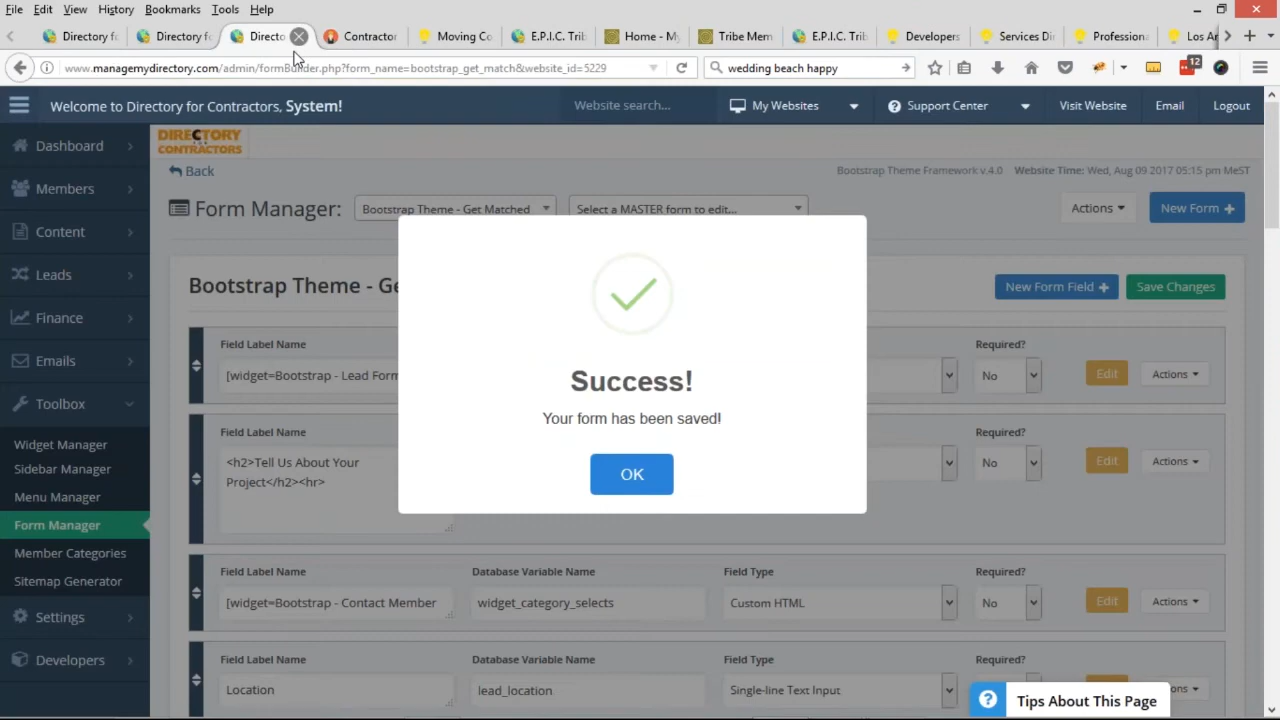 File Edit View History Bookmarks Tools Help
Directory fo Directory fo Directo Contractor Moving Co E.P.I.C. Trib Home - My Tribe Mem E.P.I.C. Trib Developers Services Dir Professiona Los An
www.managemydirectory.com/admin/formBuilder.php?form_name=bootstrap_get_match&website_id=5229 wedding beach happy 12
Welcome to Directory for Contractors, System! Website search... My Websites Support Center Visit Website Email Logout
DIRECTORY
CONTRACTORS
Back Bootstrap Theme Framework v.4.0 Website Time: Wed, Aug 09 2017 05:15 pm MeST
Form Manager: Bootstrap Theme - Get Matched Select a MASTER form to edit... Actions New Form
Dashboard
Members
Content
Leads
Finance
Emails
Toolbox
Widget Manager
Sidebar Manager
Menu Manager
Form Manager
Member Categories
Sitemap Generator
Settings
Developers
Bootstrap Theme - Ge New Form Field Save Changes
Field Label Name Required?
[widget=Bootstrap - Lead Form No Edit Actions
Field Label Name Required?
<h2>Tell Us About Your
Project</h2><hr> No Edit Actions
Success!
Your form has been saved!
OK
Field Label Name Database Variable Name Field Type Required?
[widget=Bootstrap - Contact Member widget_category_selects Custom HTML No Edit Actions
Field Label Name Database Variable Name Field Type Required?
Location lead_location Single-line Text Input
? Tips About This Page